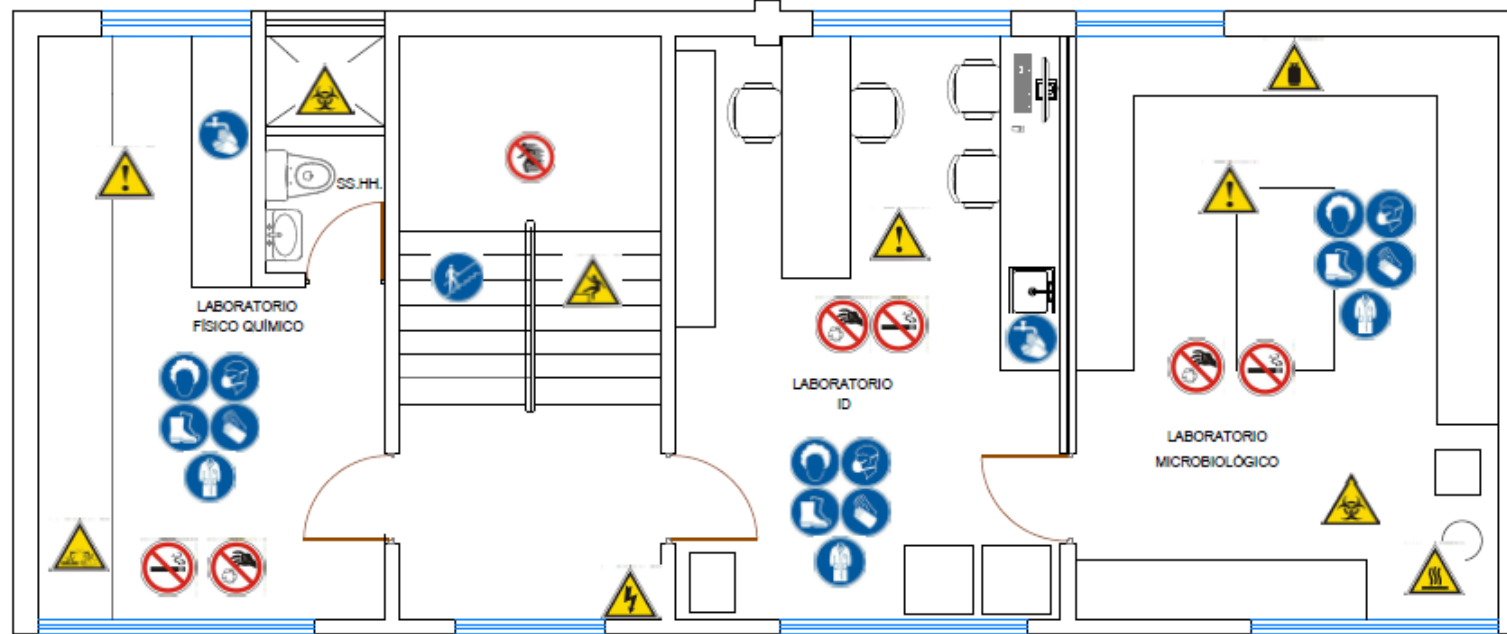 SS.HH.
LABORATORIO
FÍSICO QUÍMICO
LABORATORIO
ID
LABORATORIO
MICROBIOLÓGICO